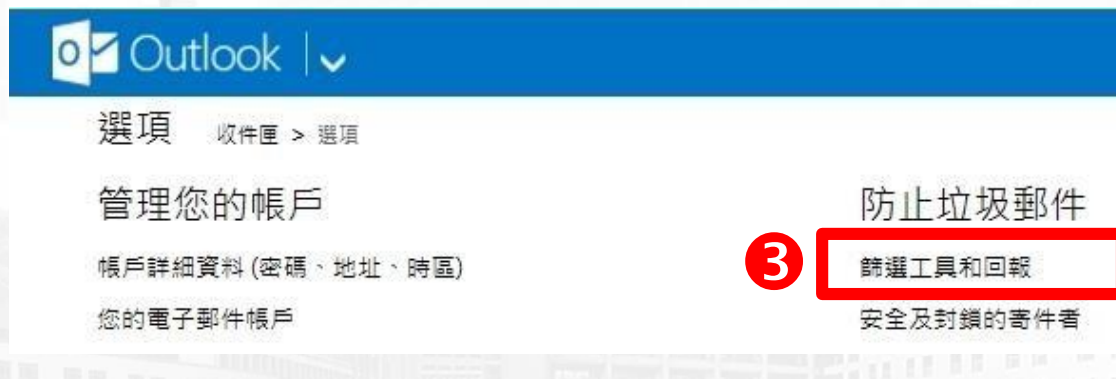 Outlook
選項 收件匣 > 選項
管理您的帳戶
帳戶詳細資料 (密碼、地址、時區)
您的電子郵件帳戶
防止垃圾郵件
3 篩選工具和回報
安全及封鎖的寄件者